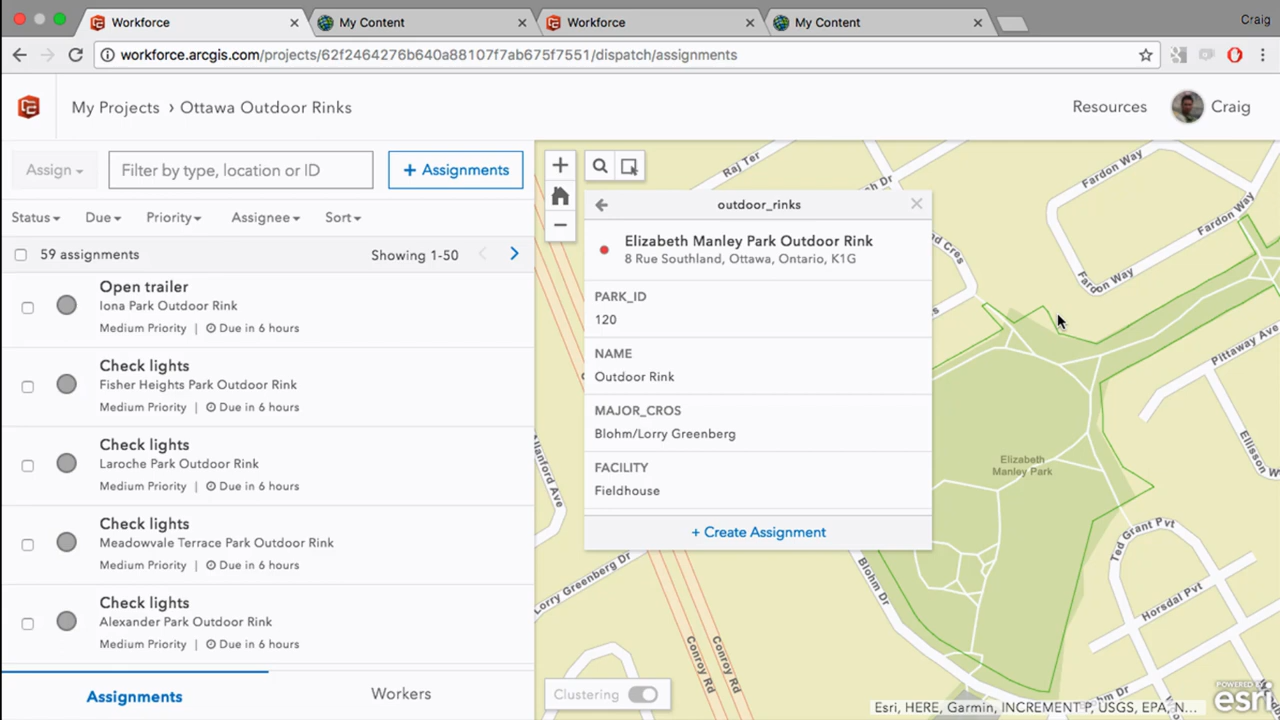 Workforce
My Content
Workforce
My Content
Craig
workforce.arcgis.com/projects/62f2464276b640a88107f7ab675f7551/dispatch/assignments
My Projects › Ottawa Outdoor Rinks
Resources
Craig
Assign
Filter by type, location or ID
+ Assignments
Status
Due
Priority
Assignee
Sort
59 assignments
Showing 1-50
Open trailer
Iona Park Outdoor Rink
Medium Priority | Due in 6 hours
Check lights
Fisher Heights Park Outdoor Rink
Medium Priority | Due in 6 hours
Check lights
Laroche Park Outdoor Rink
Medium Priority | Due in 6 hours
Check lights
Meadowvale Terrace Park Outdoor Rink
Medium Priority | Due in 6 hours
Check lights
Alexander Park Outdoor Rink
Medium Priority | Due in 6 hours
Assignments
Workers
outdoor_rinks
Elizabeth Manley Park Outdoor Rink
8 Rue Southland, Ottawa, Ontario, K1G
PARK_ID
120
NAME
Outdoor Rink
MAJOR_CROS
Blohm/Lorry Greenberg
FACILITY
Fieldhouse
+ Create Assignment
Raj Ter
Fardon Way
Fardon Way
Fardon Way
Pittaway Ave
Elizabeth
Manley Park
Ted Grant Pvt
Horsdal Pvt
Blohm Dr
Lorry Greenberg Dr
Conroy Rd
Conroy Rd
Clustering
Esri, HERE, Garmin, INCREMENT P, USGS, EPA, N...
POWERED BY
esri